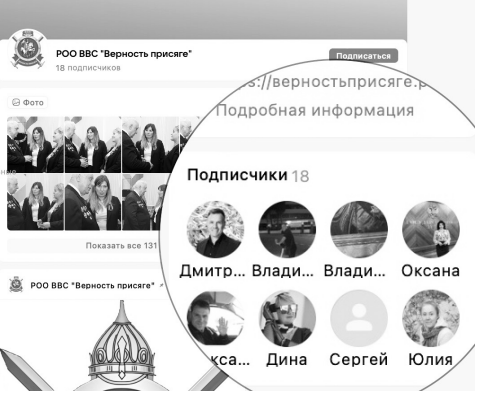 РОО ВВС "Верность присяге"
Подписаться
18 подписчиков
s://верностьприсяге.р
Подробная информация
Фото
Подписчики 18
Дмитр... Влади... Влади... Оксана
Показать все 131
РОО ВВС "Верность присяге"
кса... Дина Сергей Юлия